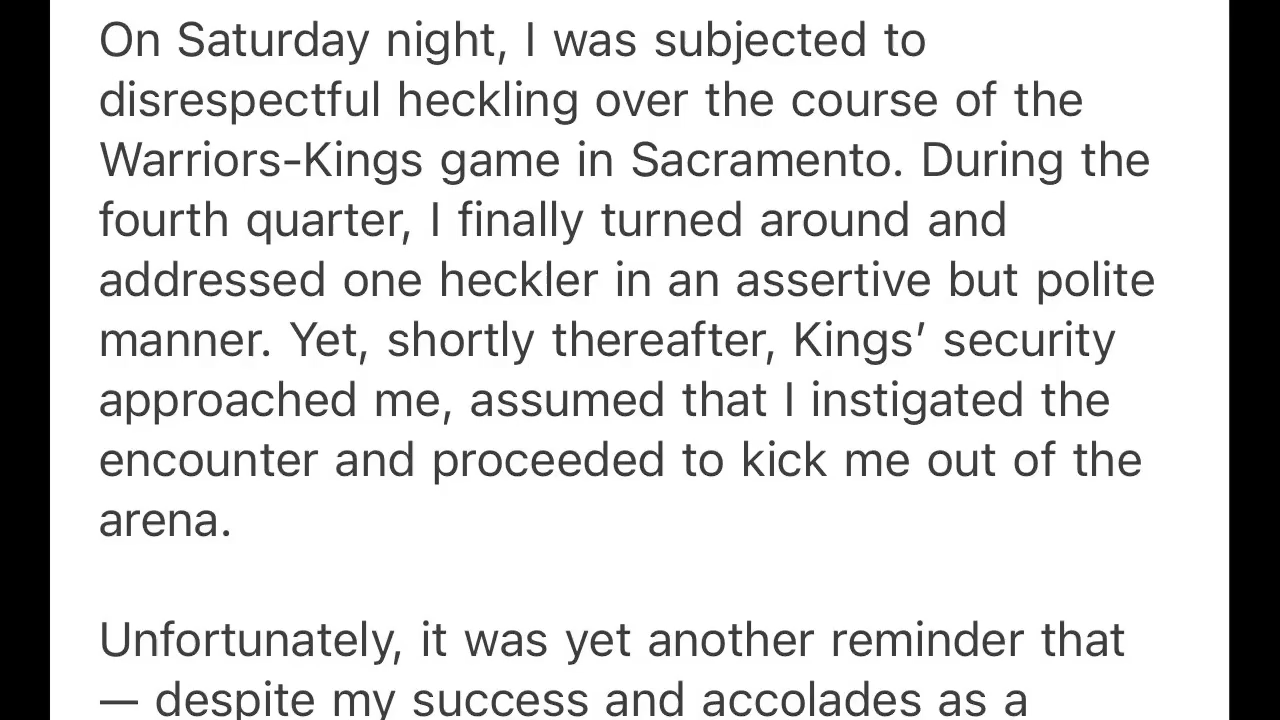 On Saturday night, I was subjected to
disrespectful heckling over the course of the
Warriors-Kings game in Sacramento. During the
fourth quarter, I finally turned around and
addressed one heckler in an assertive but polite
manner. Yet, shortly thereafter, Kings’ security
approached me, assumed that I instigated the
encounter and proceeded to kick me out of the
arena.
Unfortunately, it was yet another reminder that
— despite my success and accolades as a